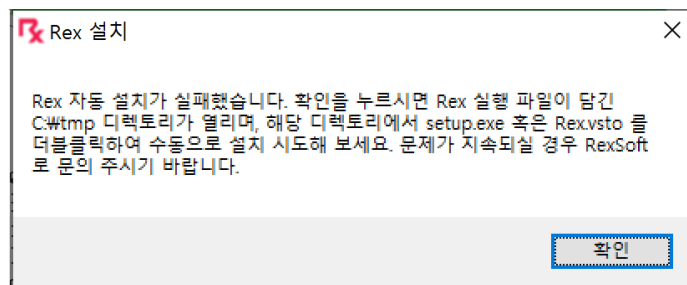 Rx Rex 설치
Rex 자동 설치가 실패했습니다. 확인을 누르시면 Rex 실행 파일이 담긴
C:₩tmp 디렉토리가 열리며, 해당 디렉토리에서 setup.exe 혹은 Rex.vsto 를
더블클릭하여 수동으로 설치 시도해 보세요. 문제가 지속되실 경우 RexSoft
로 문의 주시기 바랍니다.
확인